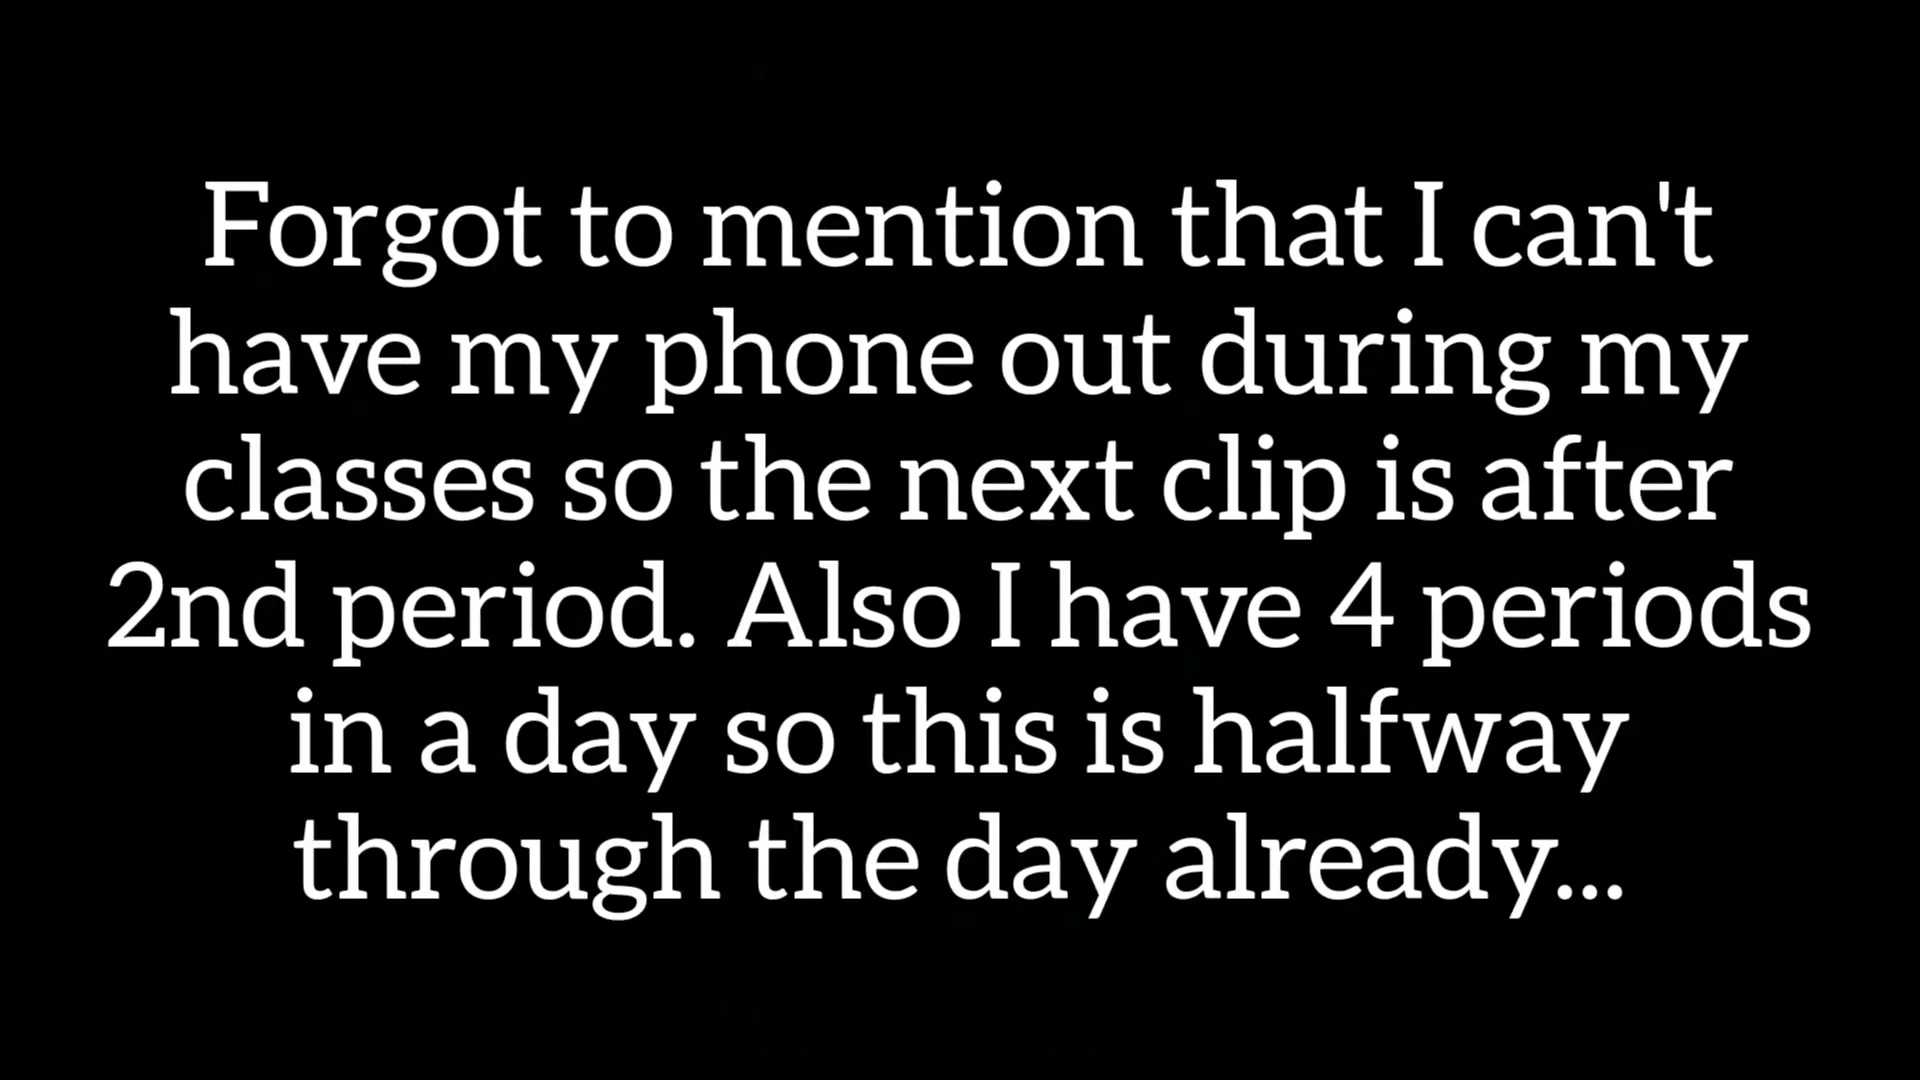 Forgot to mention that I can't
have my phone out during my
classes so the next clip is after
2nd period. Also I have 4 periods
in a day so this is halfway
through the day already...